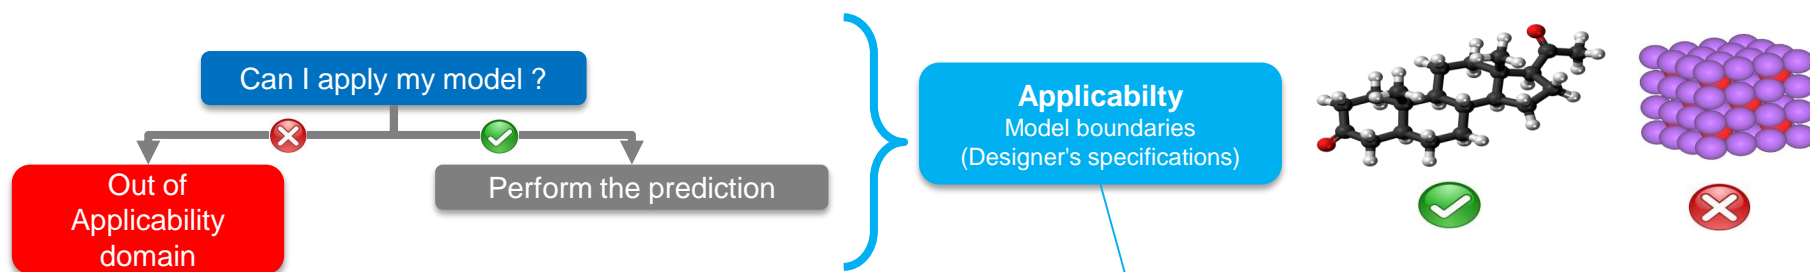 Can I apply my model ?
Out of
Applicability
domain
Perform the prediction
Applicabilty
Model boundaries
(Designer's specifications)